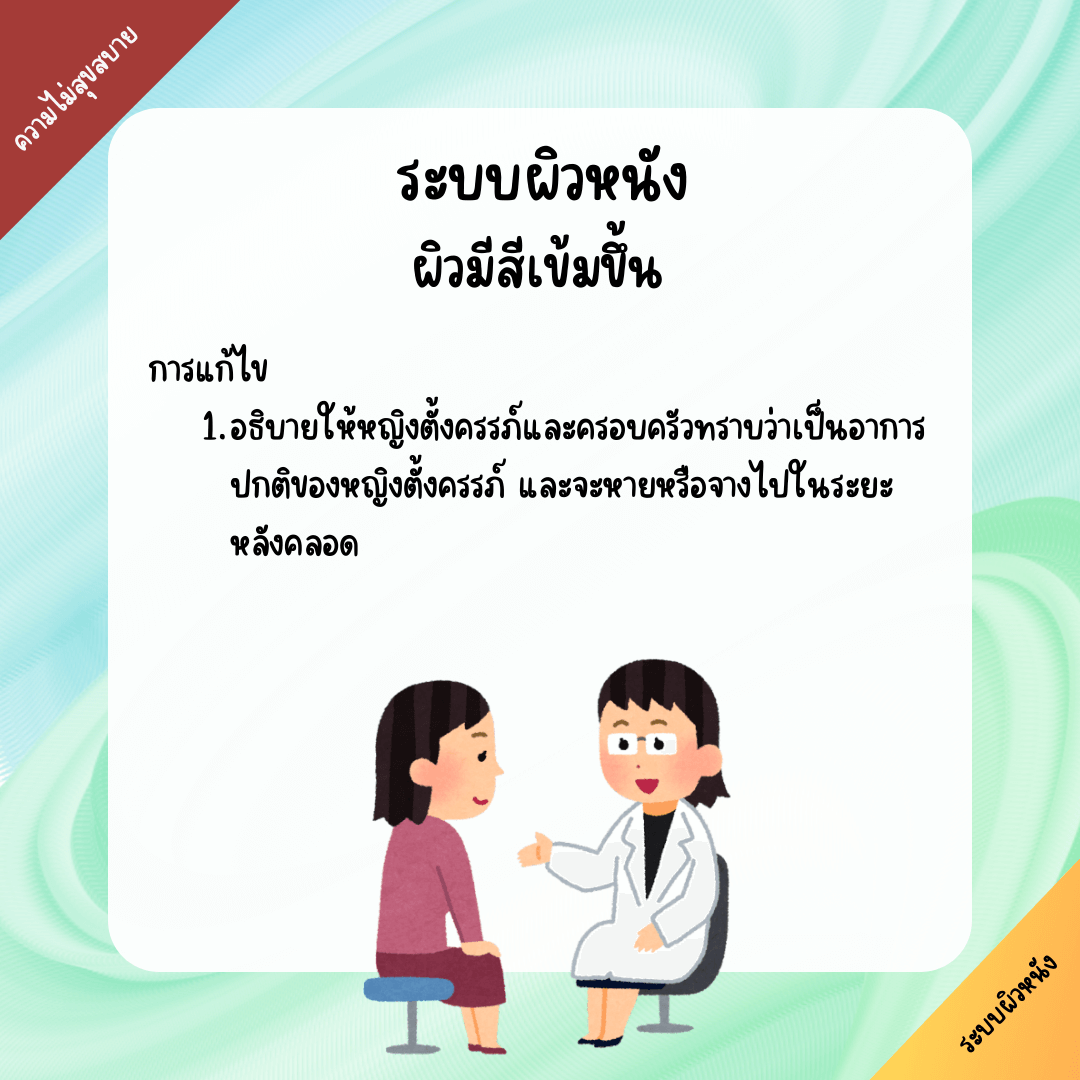 ความไม่สุขสบาย
ระบบผิวหนัง
ผิวมีสีเข้มขึ้น
การแก้ไข
1.อธิบายให้หญิงตั้งครรภ์และครอบครัวทราบว่าเป็นอาการ
ปกติของหญิงตั้งครรภ์ และจะหายหรือจางไปในระยะ
หลังคลอด
ระบบผิวหนัง